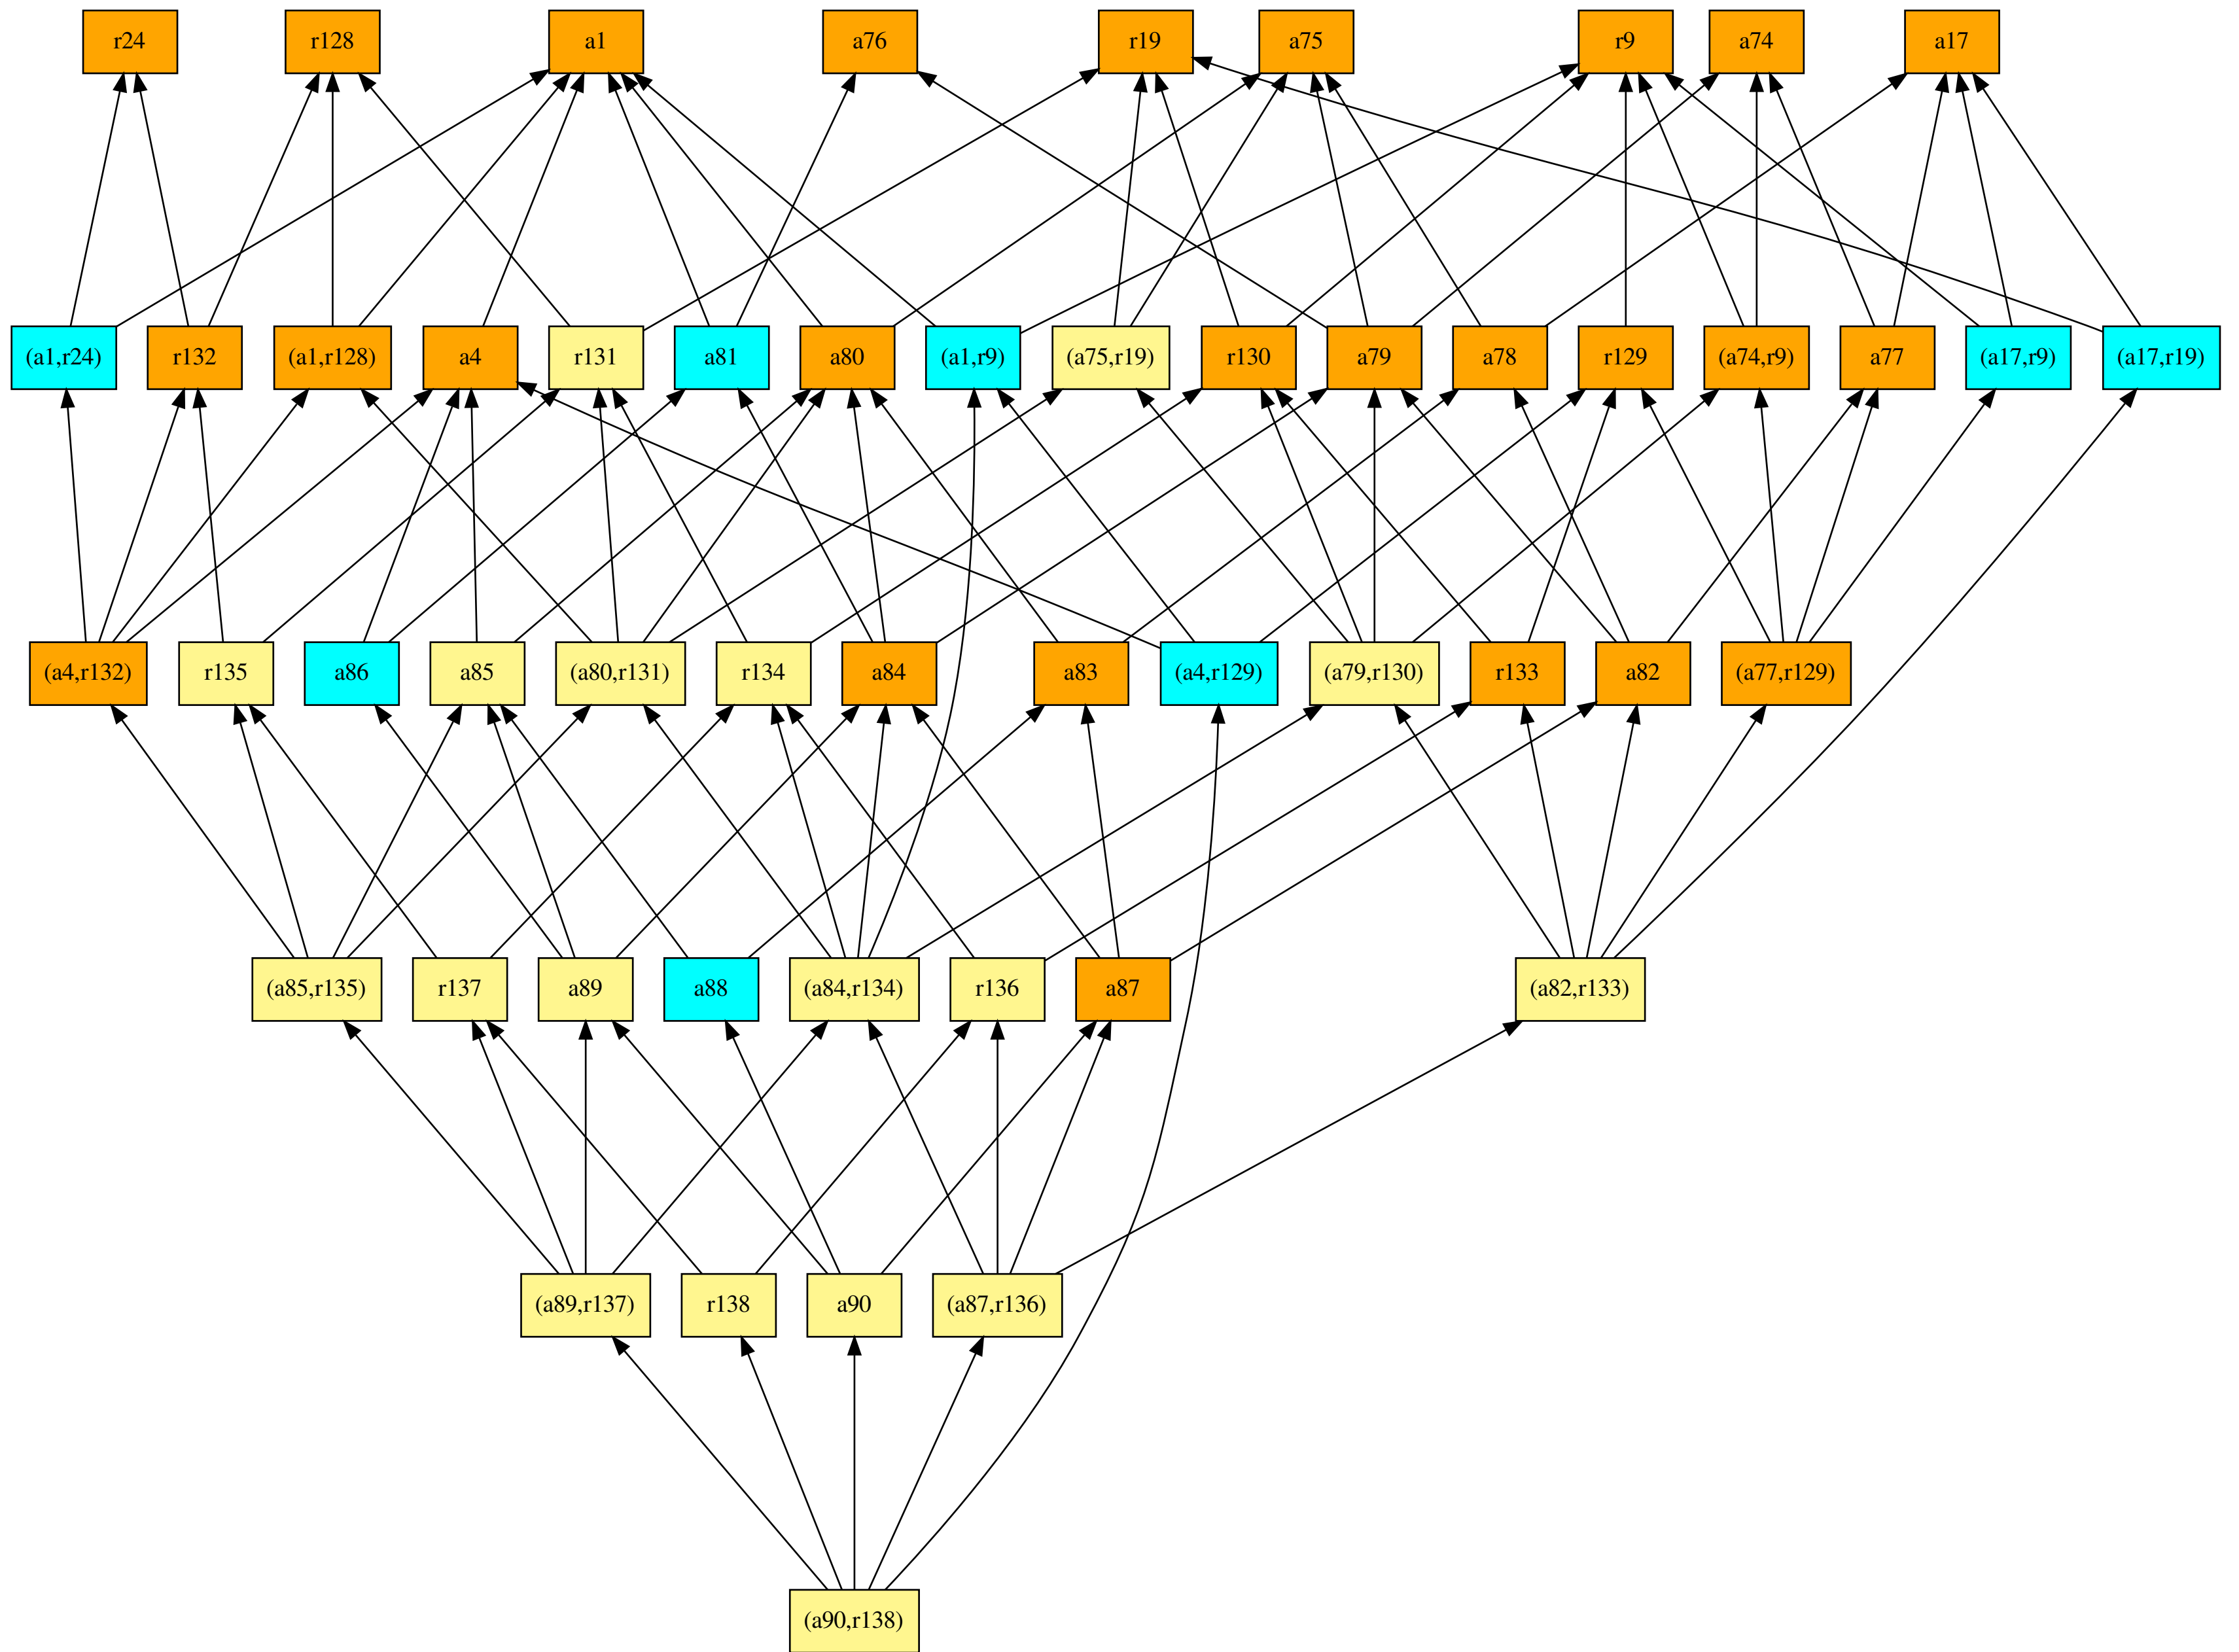 r24
r128
a1
a76
r19
a75
r9
a74
a17
(a1,r24)
r132
(a1,r128)
a4
r131
a81
a80
(a1,r9)
(a75,r19)
r130
a79
a78
r129
(a74,r9)
a77
(a17,r9)
(a17,r19)
(a4,r132)
r135
a86
a85
(a80,r131)
r134
a84
a83
(a4,r129)
(a79,r130)
r133
a82
(a77,r129)
(a85,r135)
r137
a89
a88
(a84,r134)
r136
a87
(a82,r133)
(a89,r137)
r138
a90
(a87,r136)
(a90,r138)